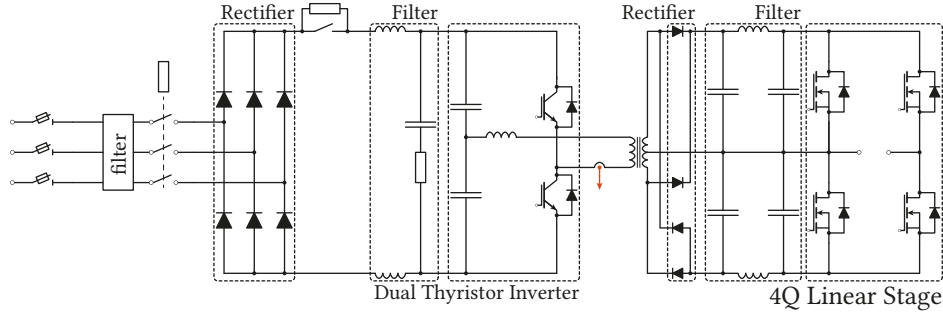 Rectifier
Filter
Rectifier
Filter
filter
Dual Thyristor Inverter
4Q Linear Stage